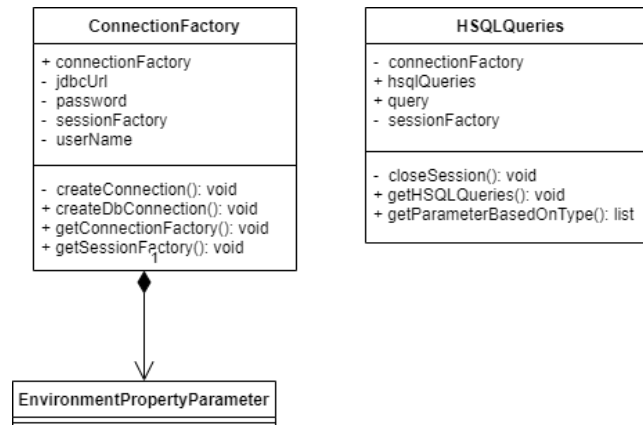 ConnectionFactory
+ connectionFactory
- jdbcUrl
- password
- sessionFactory
- userName
- createConnection(): void
+ createDbConnection(): void
+ getConnectionFactory(): void
+ getSessionFactory(): void
1
HSQLQueries
- connectionFactory
+ hsqlQueries
+ query
- sessionFactory
- closeSession(): void
+ getHSQLQueries(): void
+ getParameterBasedOnType(): list
EnvironmentPropertyParameter